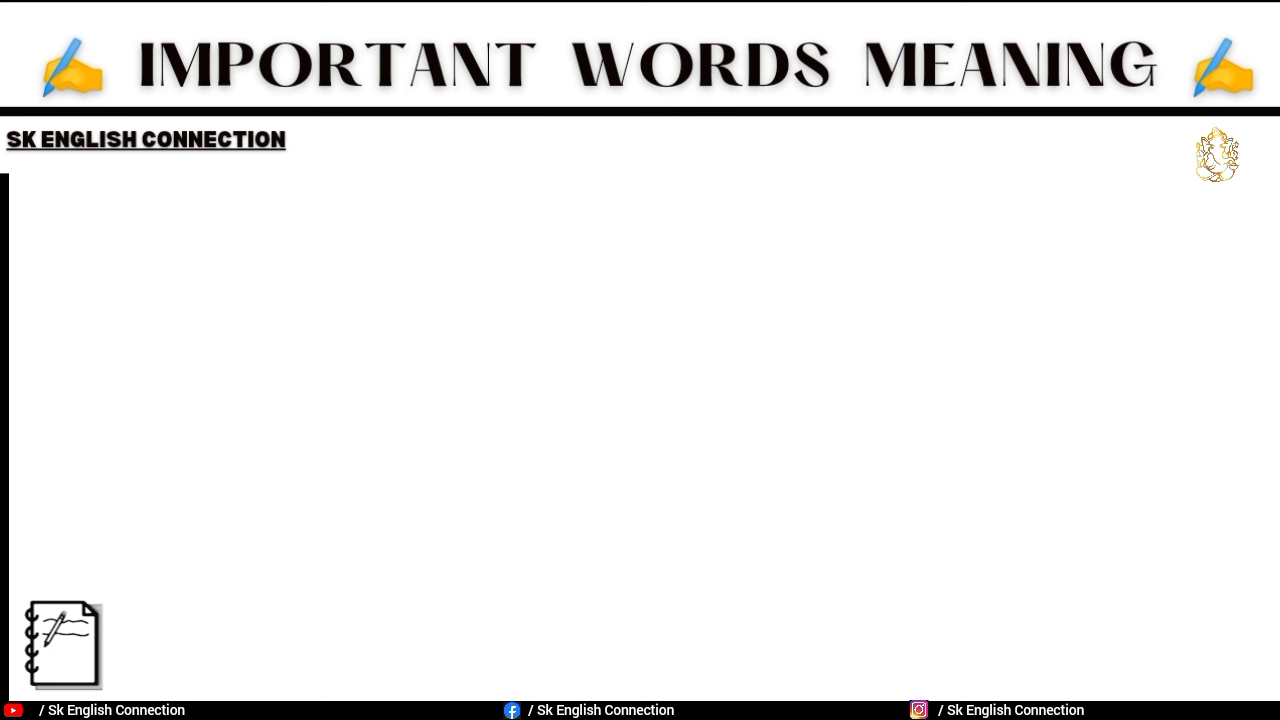 IMPORTANT WORDS MEANING
SK ENGLISH CONNECTION
/ Sk English Connection
/ Sk English Connection
/ Sk English Connection